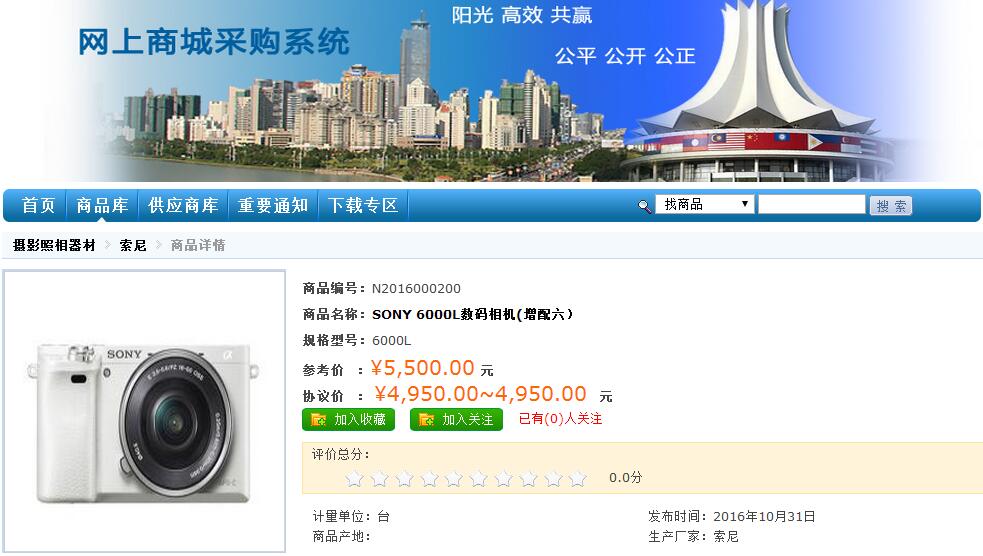 阳光 高效 共赢
网上商城采购系统
公平 公开 公正
首页 商品库 供应商库 重要通知 下载专区 找商品 搜 索
摄影照相器材 索尼 商品详情
商品编号：N2016000200
商品名称：SONY 6000L数码相机(增配六）
规格型号：6000L
参考价 ：¥5,500.00 元
协议价 ：¥4,950.00~4,950.00 元
加入收藏 加入关注 已有(0)人关注
SONY α
评价总分：
0.0分
计量单位：台 发布时间：2016年10月31日
商品产地： 生产厂家：索尼